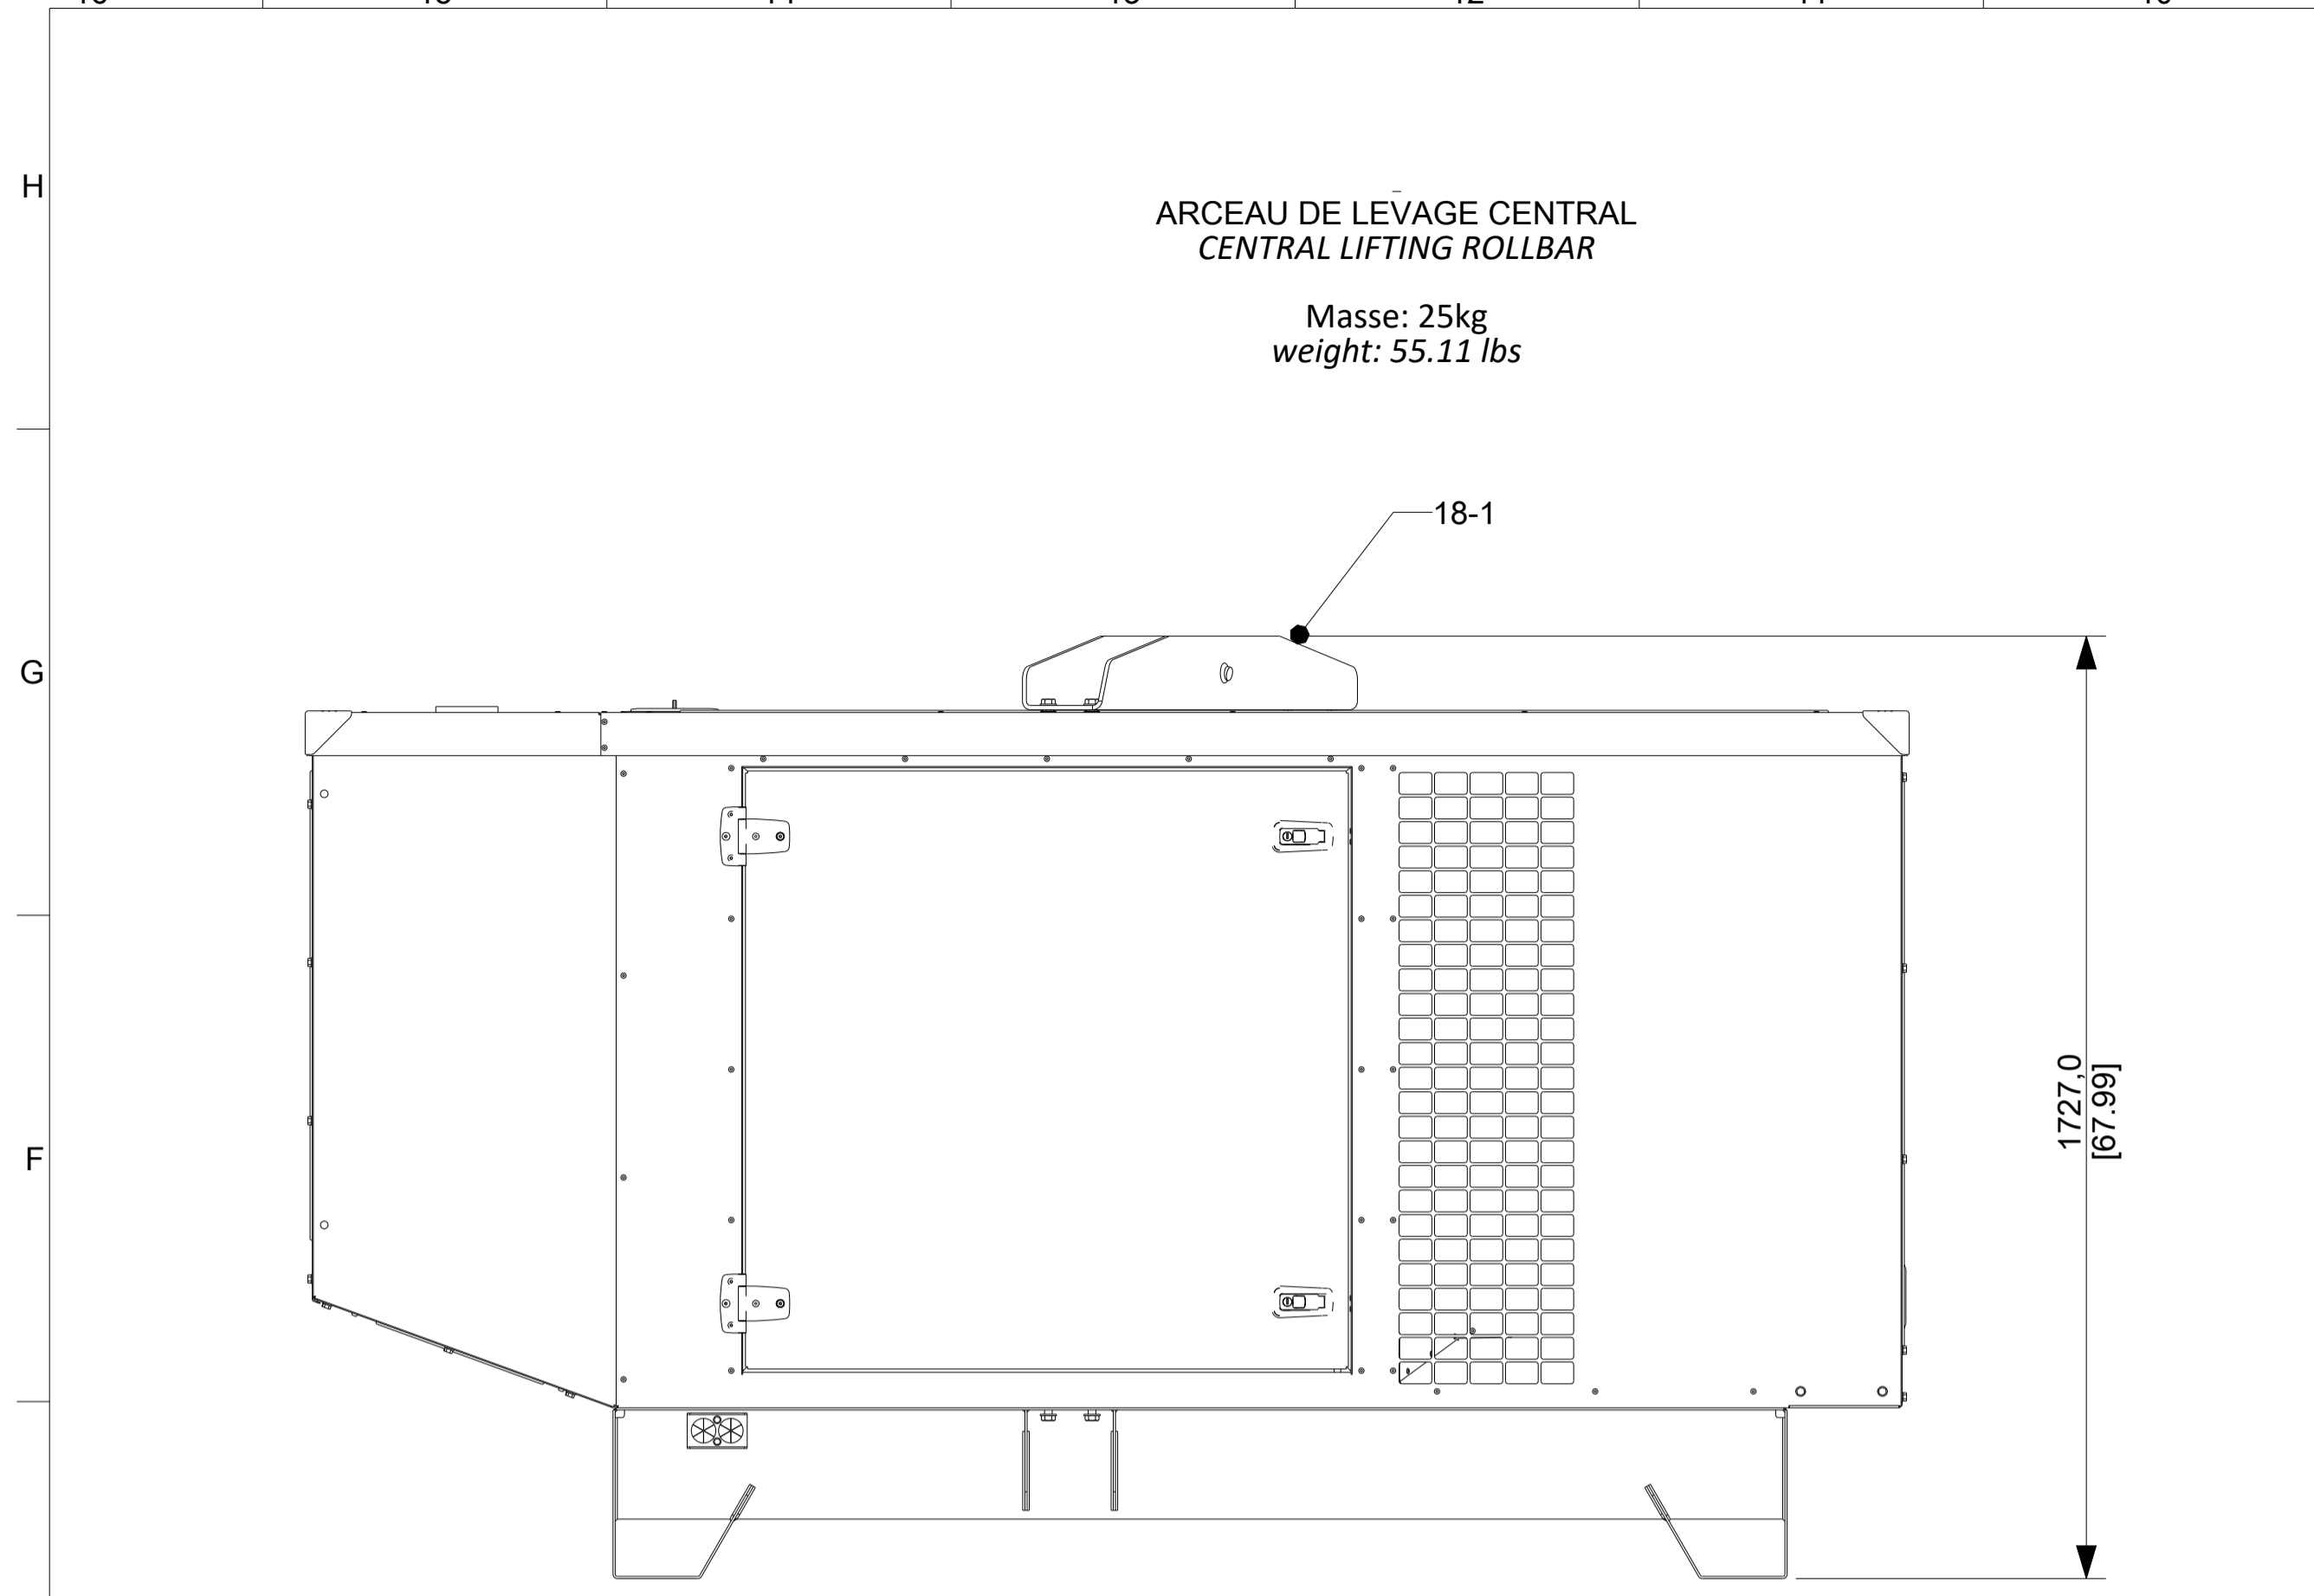 H
ARCEAU DE LEVAGE CENTRAL
CENTRAL LIFTING ROLLBAR
Masse: 25kg
weight: 55.11 lbs
18-1
G
1727,0
[67.99]
F